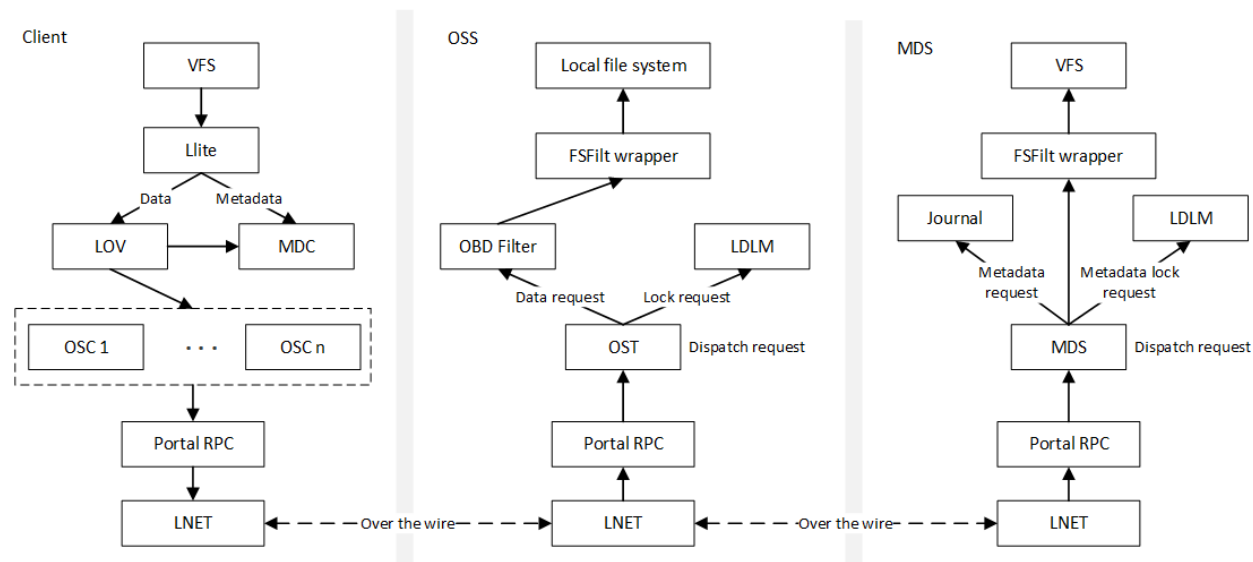 Client
VFS
Llite
Data
Metadata
LOV
MDC
OSC 1
...
OSC n
Portal RPC
LNET
Over the wire
OSS
Local file system
FSFilt wrapper
OBD Filter
LDLM
Data request
Lock request
OST
Dispatch request
Portal RPC
LNET
Over the wire
MDS
VFS
FSFilt wrapper
Journal
LDLM
Metadata
request
Metadata lock
request
MDS
Dispatch request
Portal RPC
LNET